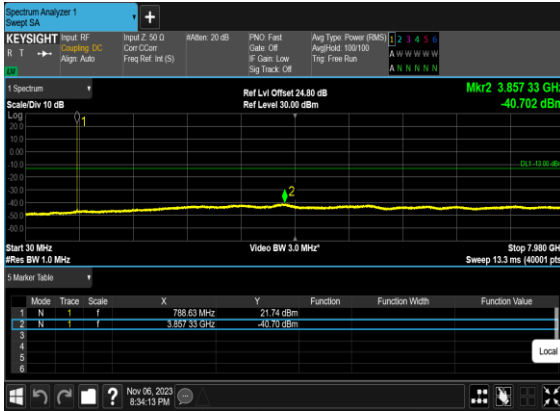 Spectrum Analyzer 1
Swept SA
+
KEYSIGHT
R T
Input: RF
Coupling: DC
Align: Auto
Input Z: 50 Ω
Corr CCorr
Freq Ref: Int (S)
#Atten: 20 dB
PNO: Fast
Gate: Off
IF Gain: Low
Sig Track: Off
Avg Type: Power (RMS)
Avg|Hold: 100/100
Trig: Free Run
1 2 3 4 5 6
A W W W W W
A N N N N N
1 Spectrum
Scale/Div 10 dB
Ref Lvl Offset 24.80 dB
Ref Level 30.00 dBm
Mkr2 3.857 33 GHz
-40.702 dBm
Log
20.0
10.0
0.00
-10.0
-20.0
-30.0
-40.0
-50.0
-60.0
1
2
DL1 -13.00 dBm
Start 30 MHz
#Res BW 1.0 MHz
Video BW 3.0 MHz*
Stop 7.980 GHz
Sweep 13.3 ms (40001 pts)
5 Marker Table
Mode Trace Scale X Y Function Function Width Function Value
1 N 1 f 788.63 MHz 21.74 dBm
2 N 1 f 3.857 33 GHz -40.70 dBm
3
4
5
6
Local
?
Nov 06, 2023
8:34:13 PM